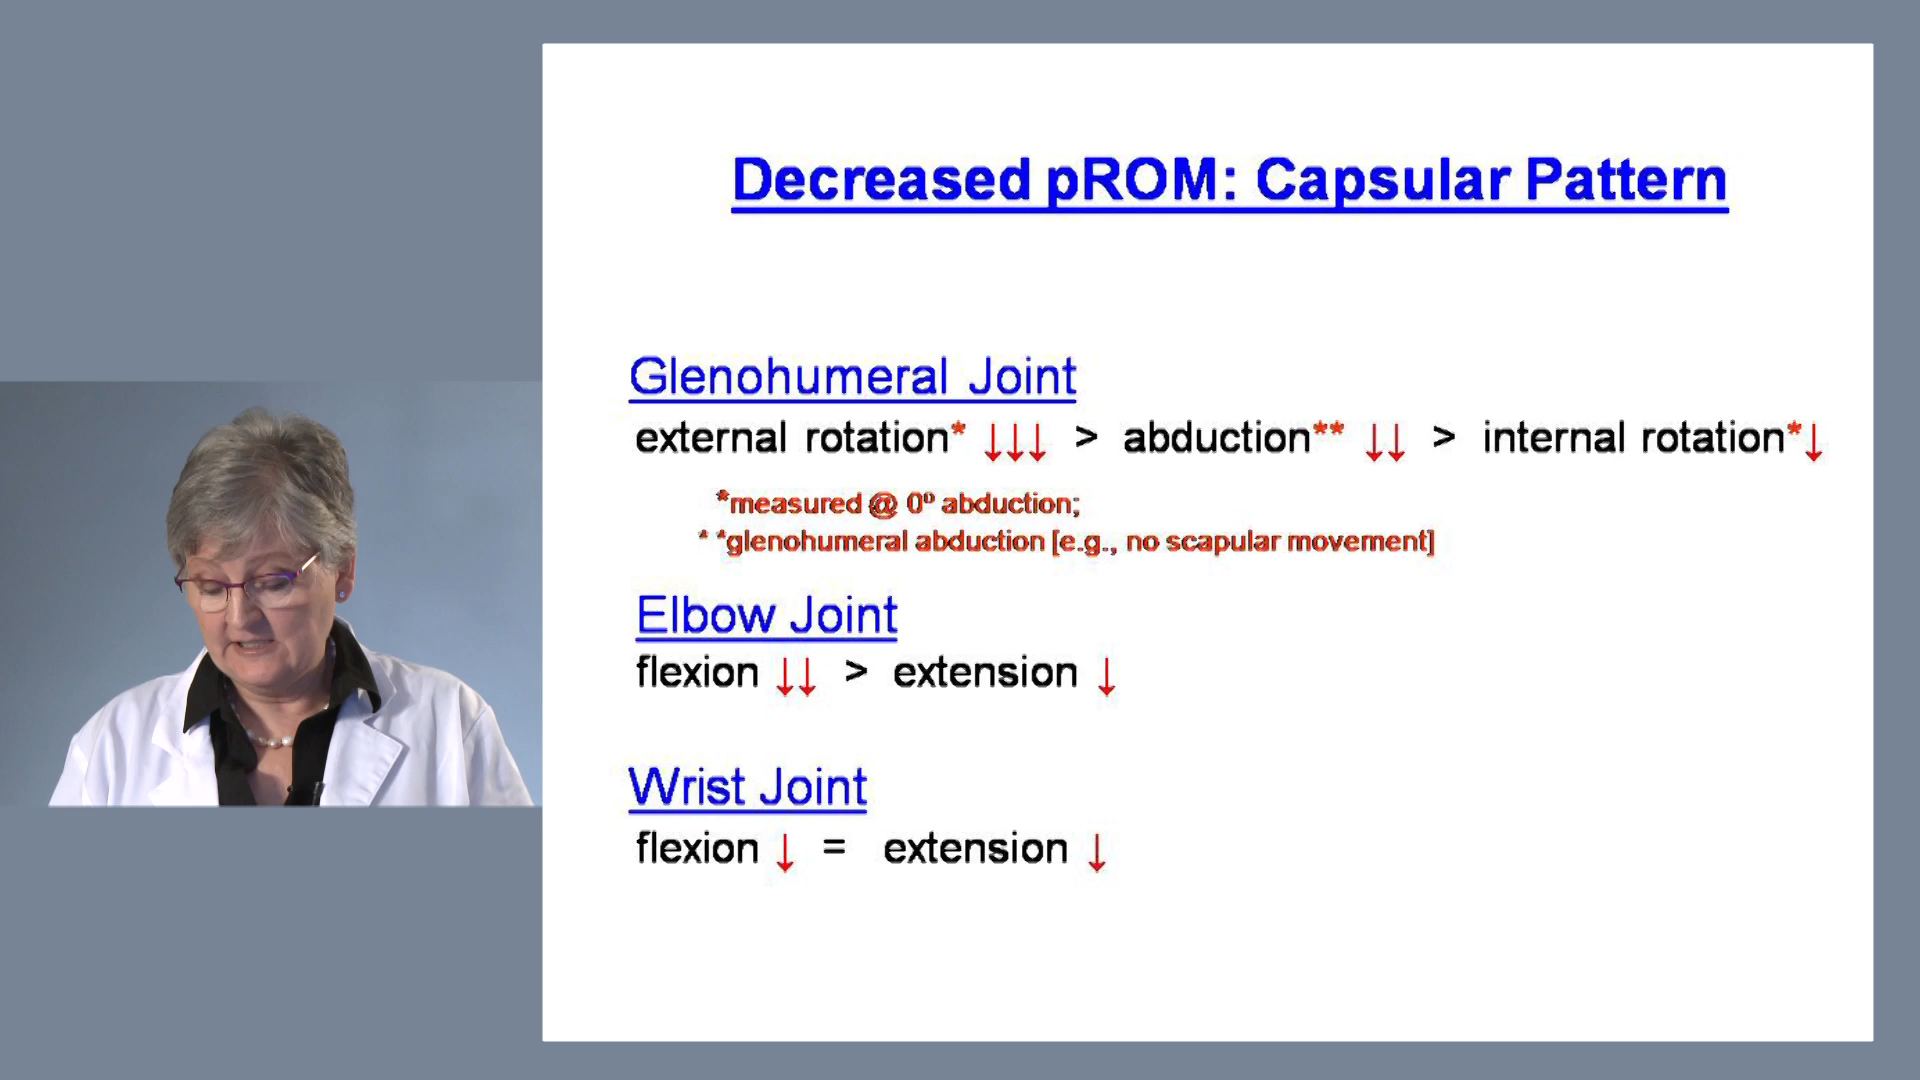 Decreased pROM: Capsular Pattern
Glenohumeral Joint
external rotation* ↓↓↓ > abduction** ↓↓ > internal rotation*↓
*measured @ 0º abduction;
**glenohumeral abduction [e.g., no scapular movement]
Elbow Joint
flexion ↓↓ > extension ↓
Wrist Joint
flexion ↓ = extension ↓